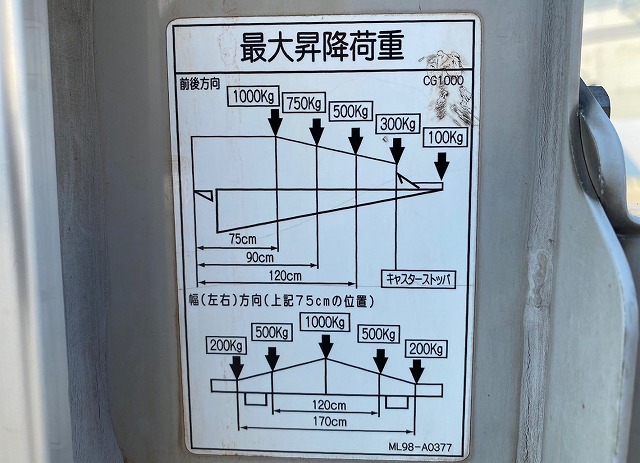 最大昇降荷重
前後方向
CG1000
1000Kg
750Kg
500Kg
300Kg
100Kg
75cm
90cm
120cm
キャスターストッパ
幅(左右)方向(上記75cmの位置)
200Kg
500Kg
1000Kg
500Kg
200Kg
120cm
170cm
ML98-A0377